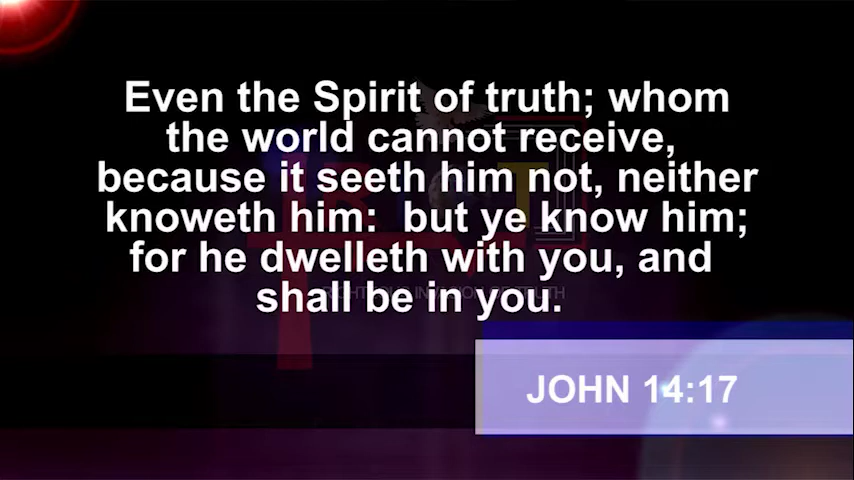 Even the Spirit of truth; whom
the world cannot receive,
because it seeth him not, neither
knoweth him: but ye know him;
for he dwelleth with you, and
shall be in you.
JOHN 14:17